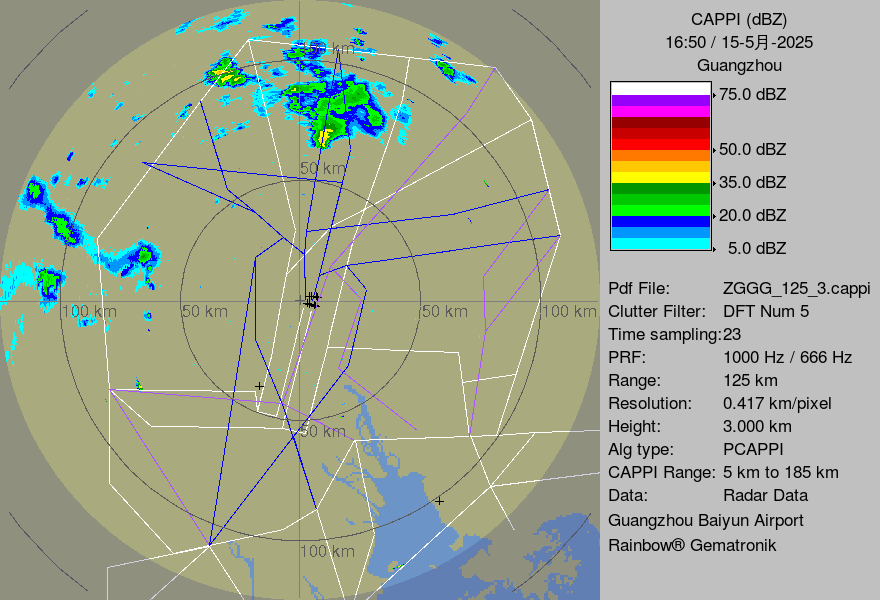 CAPPI (dBZ)
16:50 / 15-5月-2025
Guangzhou
75.0 dBZ
50.0 dBZ
35.0 dBZ
20.0 dBZ
5.0 dBZ
Pdf File: ZGGG_125_3.cappi
Clutter Filter: DFT Num 5
Time sampling:23
PRF: 1000 Hz / 666 Hz
Range: 125 km
Resolution: 0.417 km/pixel
Height: 3.000 km
Alg type: PCAPPI
CAPPI Range: 5 km to 185 km
Data: Radar Data
Guangzhou Baiyun Airport
Rainbow® Gematronik
50 km
100 km
50 km
50 km
100 km
50 km
100 km